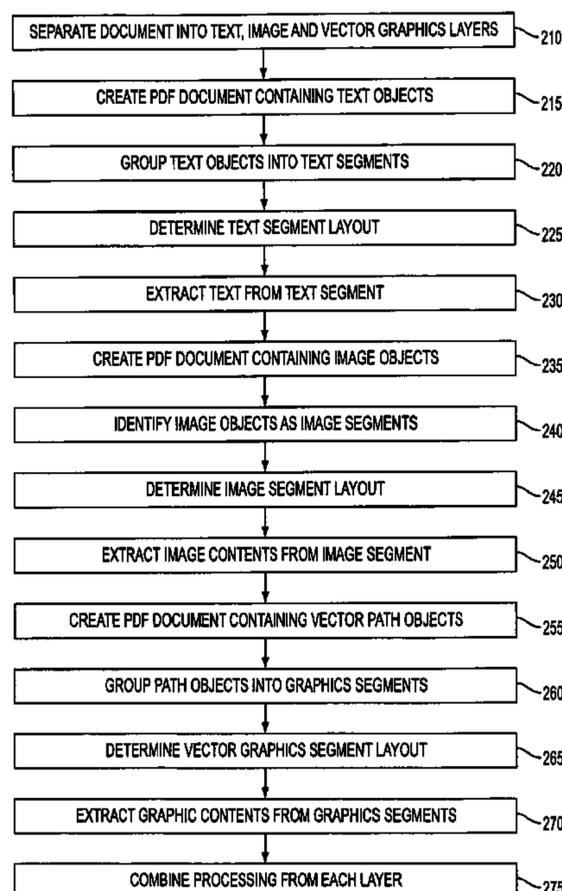 SEPARATE DOCUMENT INTO TEXT, IMAGE AND VECTOR GRAPHICS LAYERS 210
CREATE PDF DOCUMENT CONTAINING TEXT OBJECTS 215
GROUP TEXT OBJECTS INTO TEXT SEGMENTS 220
DETERMINE TEXT SEGMENT LAYOUT 225
EXTRACT TEXT FROM TEXT SEGMENT 230
CREATE PDF DOCUMENT CONTAINING IMAGE OBJECTS 235
IDENTIFY IMAGE OBJECTS AS IMAGE SEGMENTS 240
DETERMINE IMAGE SEGMENT LAYOUT 245
EXTRACT IMAGE CONTENTS FROM IMAGE SEGMENT 250
CREATE PDF DOCUMENT CONTAINING VECTOR PATH OBJECTS 255
GROUP PATH OBJECTS INTO GRAPHICS SEGMENTS 260
DETERMINE VECTOR GRAPHICS SEGMENT LAYOUT 265
EXTRACT GRAPHIC CONTENTS FROM GRAPHICS SEGMENTS 270
COMBINE PROCESSING FROM EACH LAYER 275